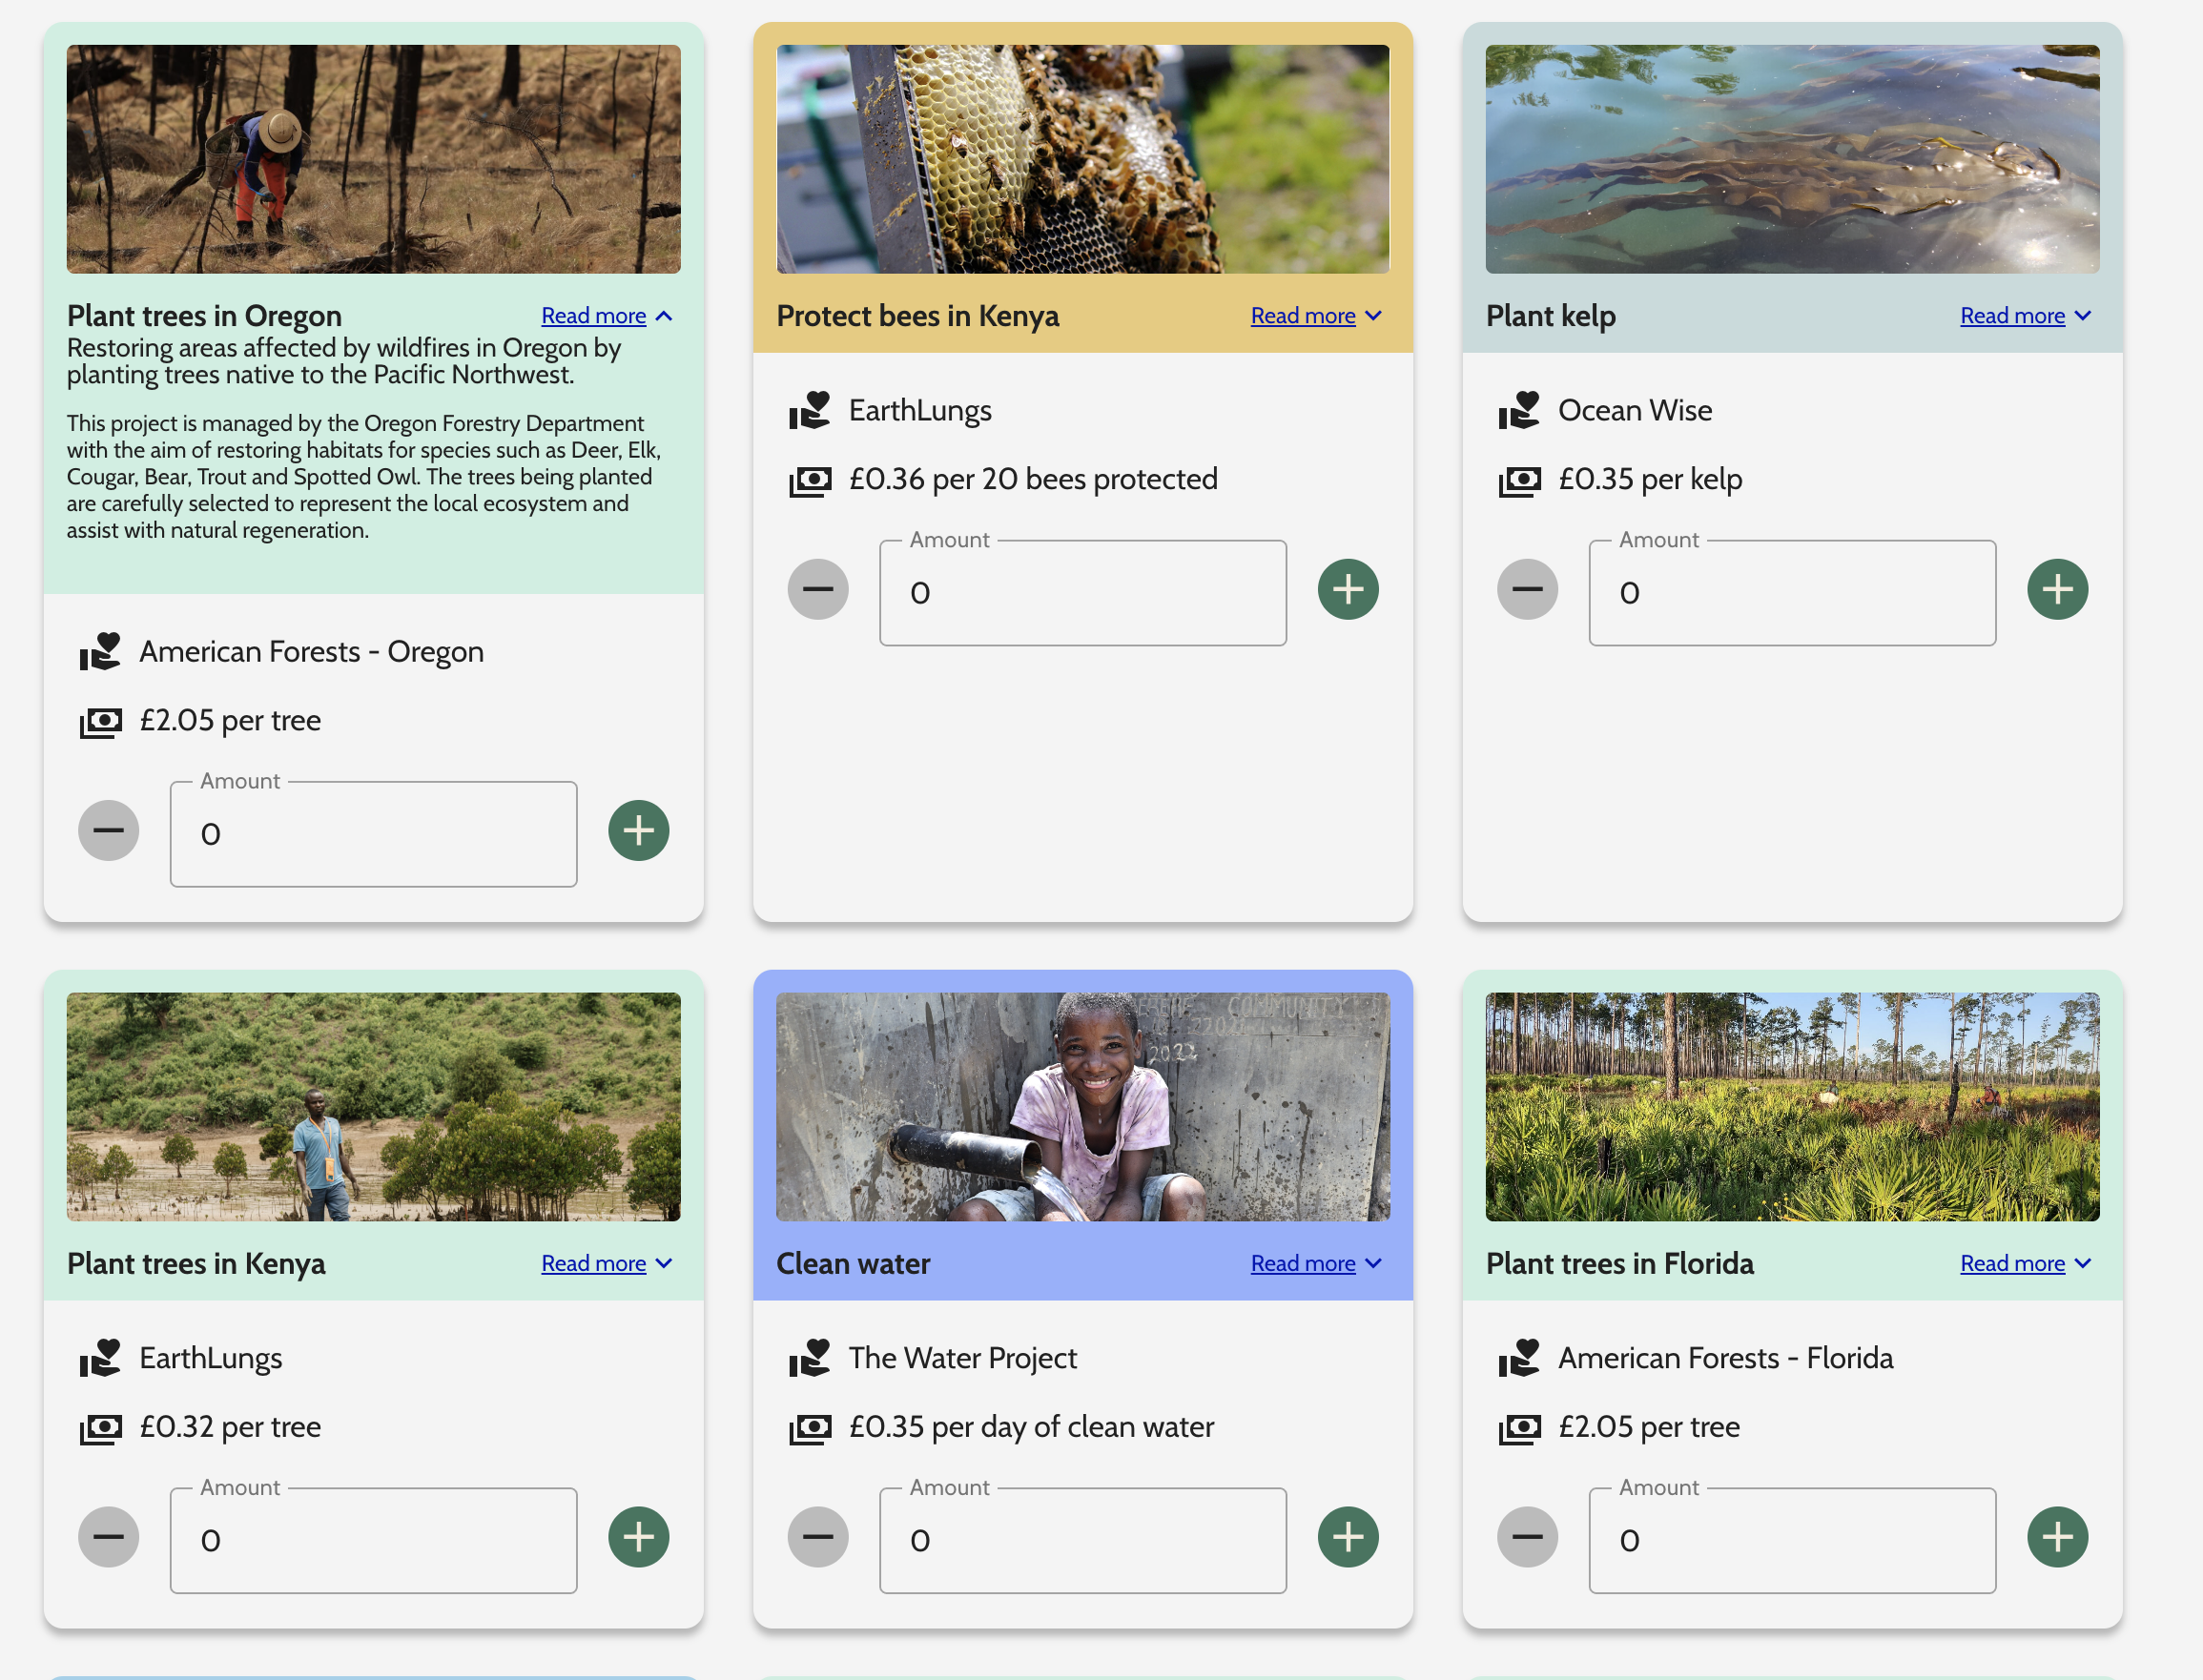 Plant trees in Oregon
Read more
Restoring areas affected by wildfires in Oregon by
planting trees native to the Pacific Northwest.
This project is managed by the Oregon Forestry Department
with the aim of restoring habitats for species such as Deer, Elk,
Cougar, Bear, Trout and Spotted Owl. The trees being planted
are carefully selected to represent the local ecosystem and
assist with natural regeneration.
American Forests - Oregon
£2.05 per tree
Amount
0
Protect bees in Kenya
Read more
EarthLungs
£0.36 per 20 bees protected
Amount
0
Plant kelp
Read more
Ocean Wise
£0.35 per kelp
Amount
0
Plant trees in Kenya
Read more
EarthLungs
£0.32 per tree
Amount
0
COMMUNITY
2022
Clean water
Read more
The Water Project
£0.35 per day of clean water
Amount
0
Plant trees in Florida
Read more
American Forests - Florida
£2.05 per tree
Amount
0